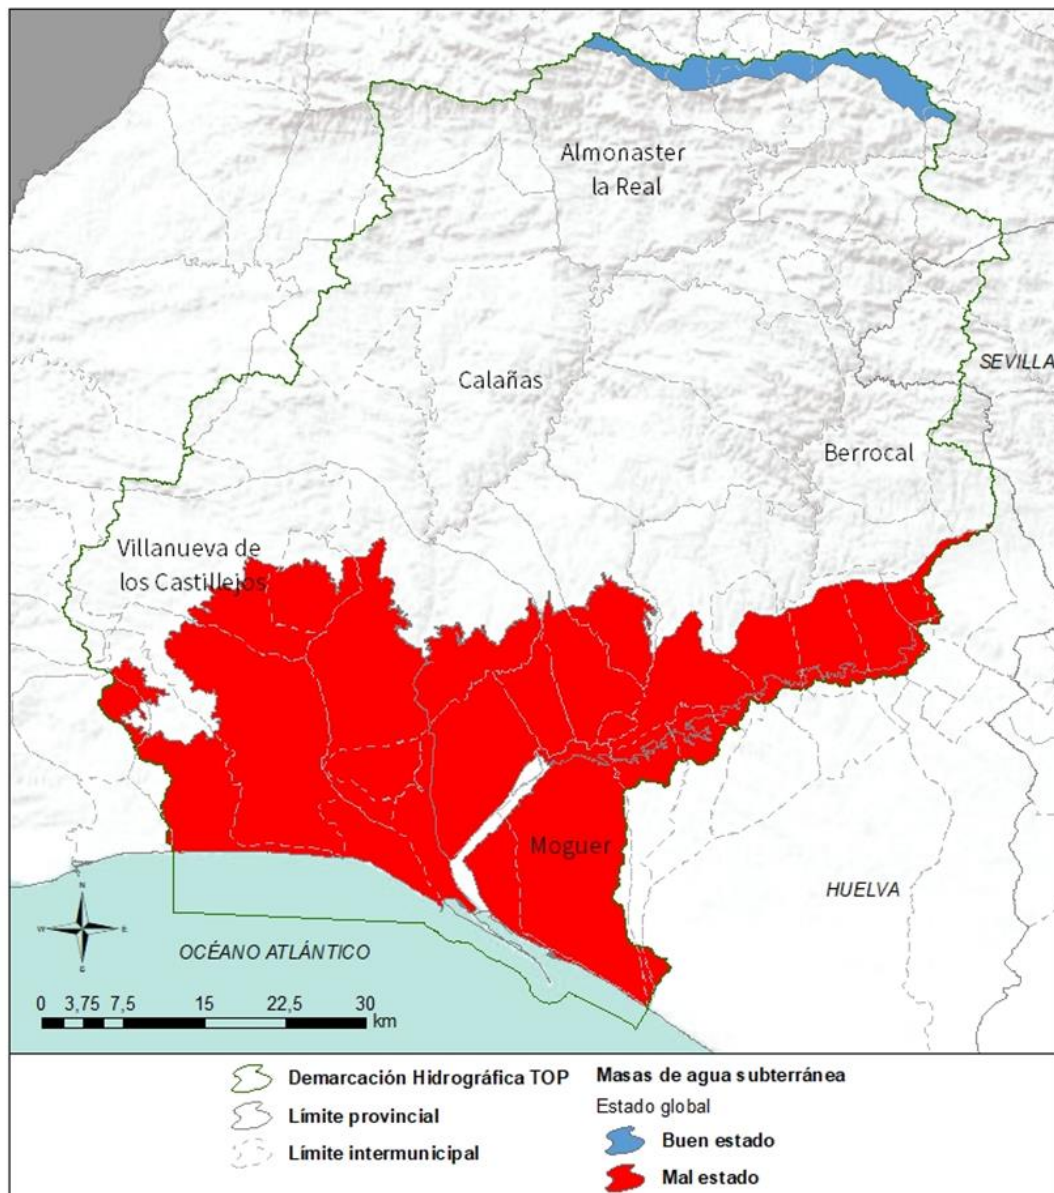 Almonaster
la Real
SEVILLA
Calañas
Berrocal
Villanueva de
los Castillejos
Moguer
HUELVA
N
W
E
S
OCÉANO ATLÁNTICO
0 3,75 7,5 15 22,5 30
km
Demarcación Hidrográfica TOP
Límite provincial
Límite intermunicipal
Masas de agua subterránea
Estado global
Buen estado
Mal estado